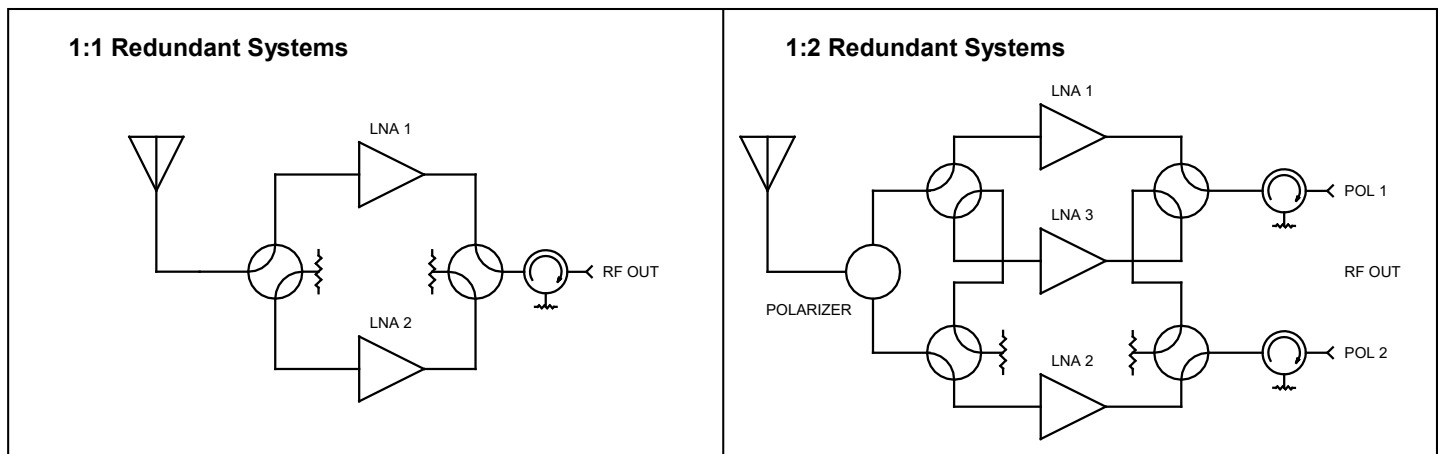 1:1 Redundant Systems
LNA 1
RF OUT
LNA 2
1:2 Redundant Systems
LNA 1
POL 1
LNA 3
RF OUT
POLARIZER
POL 2
LNA 2